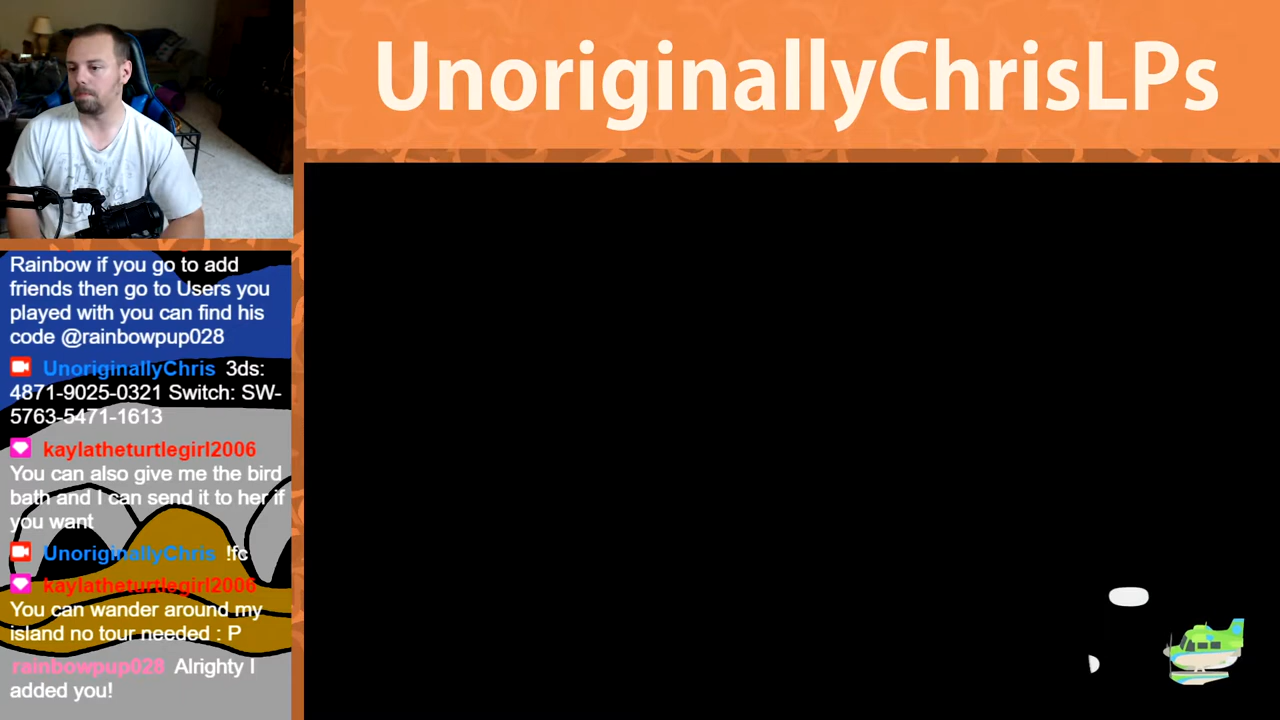 UnoriginallyChrisLPs
Rainbow if you go to add
friends then go to Users you
played with you can find his
code @rainbowpup028
UnoriginallyChris 3ds:
4871-9025-0321 Switch: SW-
5763-5471-1613
kaylatheturtlegirl2006
You can also give me the bird
bath and I can send it to her if
you want
UnoriginallyChris !fc
kaylatheturtlegirl2006
You can wander around my
island no tour needed : P
rainbowpup028 Alrighty I
added you!